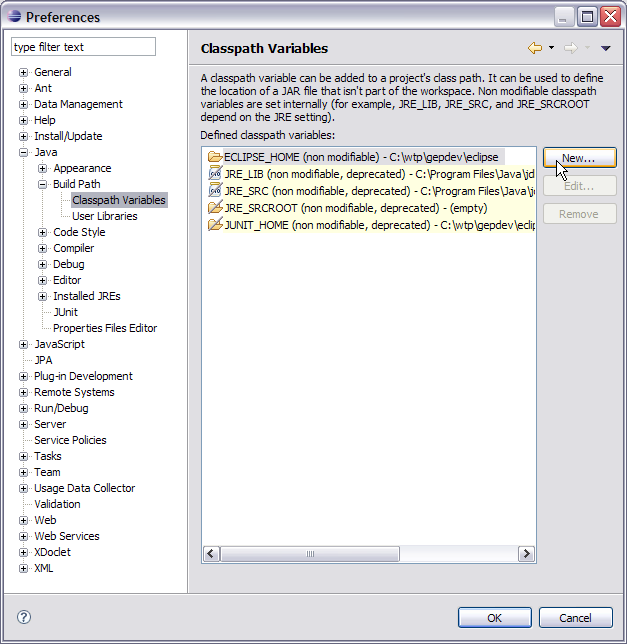 Preferences
type filter text
General
Ant
Data Management
Help
Install/Update
Java
Appearance
Build Path
Classpath Variables
User Libraries
Code Style
Compiler
Debug
Editor
Installed JREs
JUnit
Properties Files Editor
JavaScript
JPA
Plug-in Development
Remote Systems
Run/Debug
Server
Service Policies
Tasks
Team
Usage Data Collector
Validation
Web
Web Services
XDoclet
XML
Classpath Variables
A classpath variable can be added to a project's class path. It can be used to define
the location of a JAR file that isn't part of the workspace. Non modifiable classpath
variables are set internally (for example, JRE_LIB, JRE_SRC, and JRE_SRCROOT
depend on the JRE setting).
Defined classpath variables:
ECLIPSE_HOME (non modifiable) - C:\wtp\gepdev\eclipse
JRE_LIB (non modifiable, deprecated) - C:\Program Files\Java\jd
JRE_SRC (non modifiable, deprecated) - C:\Program Files\Java\jd
JRE_SRCROOT (non modifiable, deprecated) - (empty)
JUNIT_HOME (non modifiable, deprecated) - C:\wtp\gepdev\eclip
New...
Edit...
Remove
?
OK
Cancel